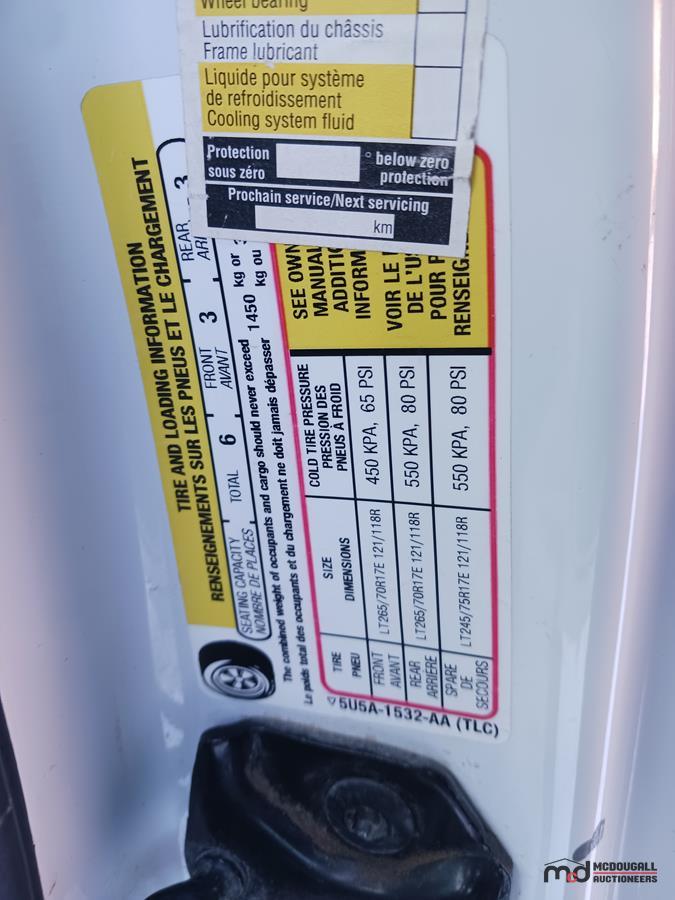 Wheel bearing
Lubrification du châssis
Frame lubricant
Liquide pour système
de refroidissement
Cooling system fluid
Protection
sous zéro
° below zero
protection
Prochain service/Next servicing
km
TIRE AND LOADING INFORMATION
RENSEIGNEMENTS SUR LES PNEUS ET LE CHARGEMENT
SEATING CAPACITY TOTAL 6 FRONT 3 REAR 3
NOMBRE DE PLACES AVANT
The combined weight of occupants and cargo should never exceed 1450 kg or
Le poids total des occupants et du chargement ne doit jamais dépasser kg ou
TIRE SIZE COLD TIRE PRESSURE
PNEU DIMENSIONS PRESSION DES
PNEUS À FROID
FRONT LT265/70R17E 121/118R 450 KPA, 65 PSI
AVANT
REAR LT265/70R17E 121/118R 550 KPA, 80 PSI
ARRIÈRE
SPARE LT245/75R17E 121/118R 550 KPA, 80 PSI
DE
SECOURS
SEE OWN
MANUAL
ADDITIO
INFORM
VOIR LE
DE L'US
POUR P
RENSEIGN
5U5A-1532-AA (TLC)
md MCDOUGALL
AUCTIONEERS